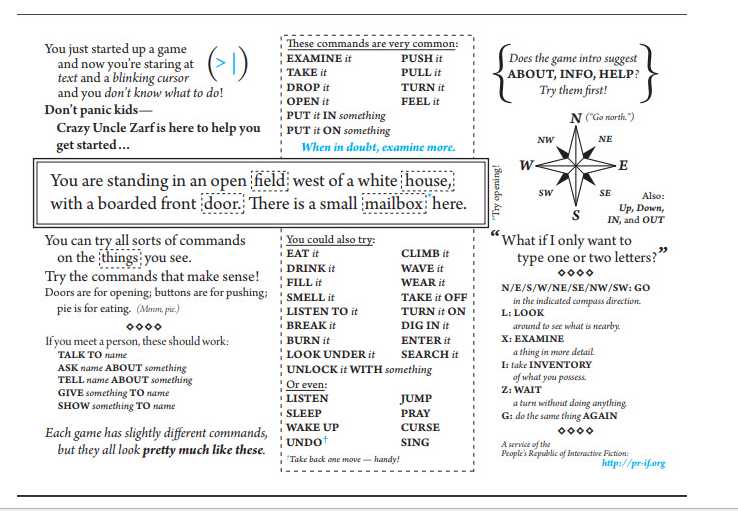 You just started up a game
and now you're staring at
text and a blinking cursor
and you don't know what to do!
(>|)
Don't panic kids—
Crazy Uncle Zarf is here to help you
get started…
These commands are very common:
EXAMINE it PUSH it
TAKE it PULL it
DROP it TURN it
OPEN it FEEL it
PUT it IN something
PUT it ON something
When in doubt, examine more.
Does the game intro suggest
ABOUT, INFO, HELP?
Try them first!
N ("Go north.")
NW NE
W E
SW SE
S
Also:
Up, Down,
IN, and OUT
You are standing in an open field west of a white house,
with a boarded front door. There is a small mailbox* here.
*Try opening!
You can try all sorts of commands
on the things you see.
Try the commands that make sense!
Doors are for opening; buttons are for pushing;
pie is for eating. (Mmm, pie.)
If you meet a person, these should work:
TALK TO name
ASK name ABOUT something
TELL name ABOUT something
GIVE something TO name
SHOW something TO name
Each game has slightly different commands,
but they all look pretty much like these.
You could also try:
EAT it CLIMB it
DRINK it WAVE it
FILL it WEAR it
SMELL it TAKE it OFF
LISTEN TO it TURN it ON
BREAK it DIG IN it
BURN it ENTER it
LOOK UNDER it SEARCH it
UNLOCK it WITH something
Or even:
LISTEN JUMP
SLEEP PRAY
WAKE UP CURSE
UNDO† SING
†Take back one move — handy!
“What if I only want to
type one or two letters?”
N/E/S/W/NE/SE/NW/SW: GO
in the indicated compass direction.
L: LOOK
around to see what is nearby.
X: EXAMINE
a thing in more detail.
I: take INVENTORY
of what you possess.
Z: WAIT
a turn without doing anything.
G: do the same thing AGAIN
A service of the
People's Republic of Interactive Fiction:
http://pr-if.org